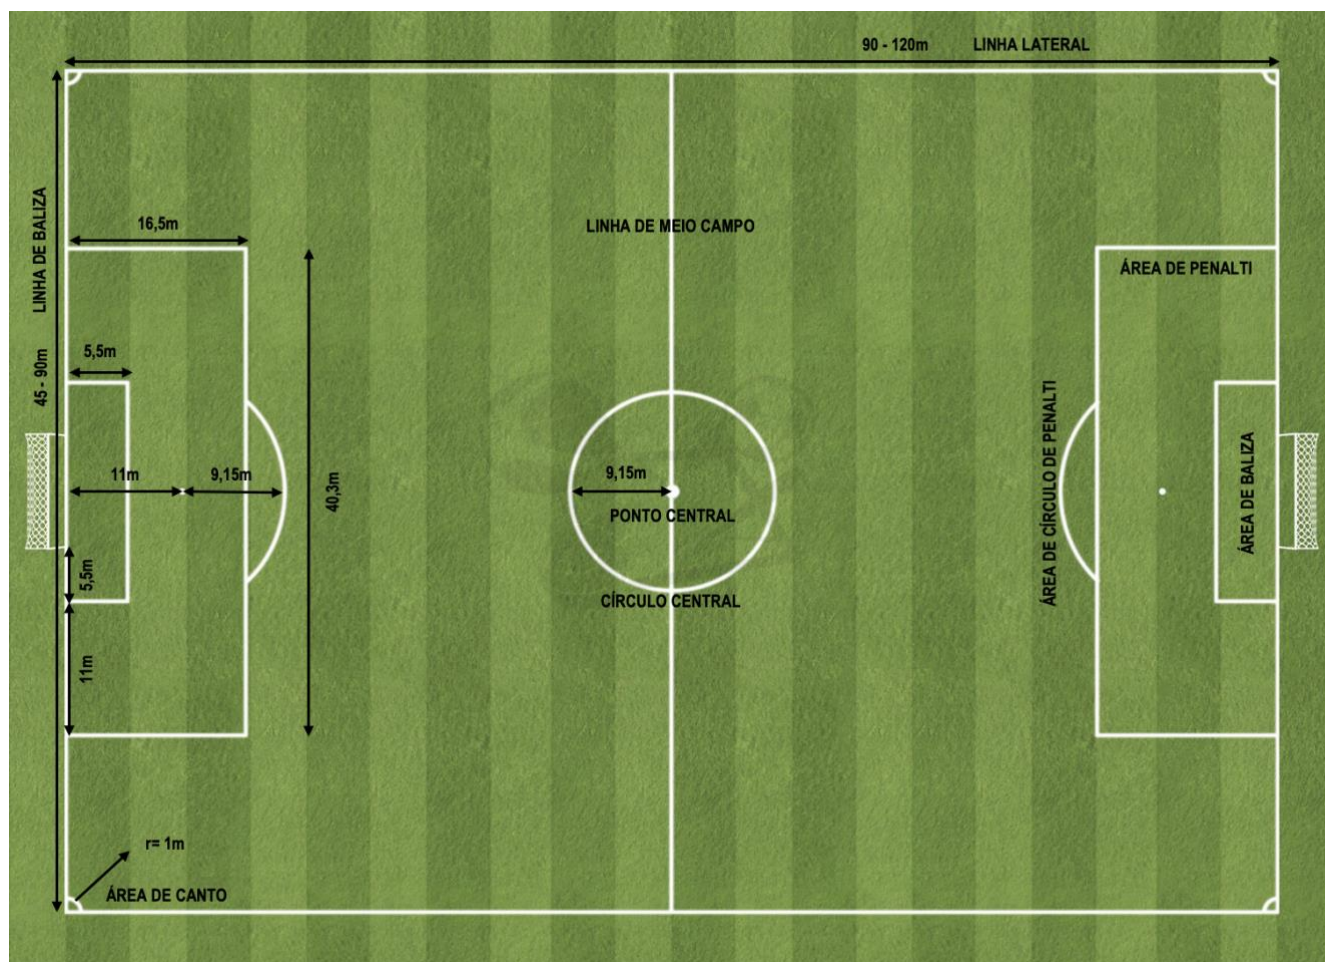 90 - 120m LINHA LATERAL
LINHA DE BALIZA
45 - 90m
16,5m
LINHA DE MEIO CAMPO
ÁREA DE PENALTI
5,5m
11m
9,15m
40,3m
9,15m
PONTO CENTRAL
CÍRCULO CENTRAL
ÁREA DE CÍRCULO DE PENALTI
ÁREA DE BALIZA
5,5m
11m
r= 1m
ÁREA DE CANTO